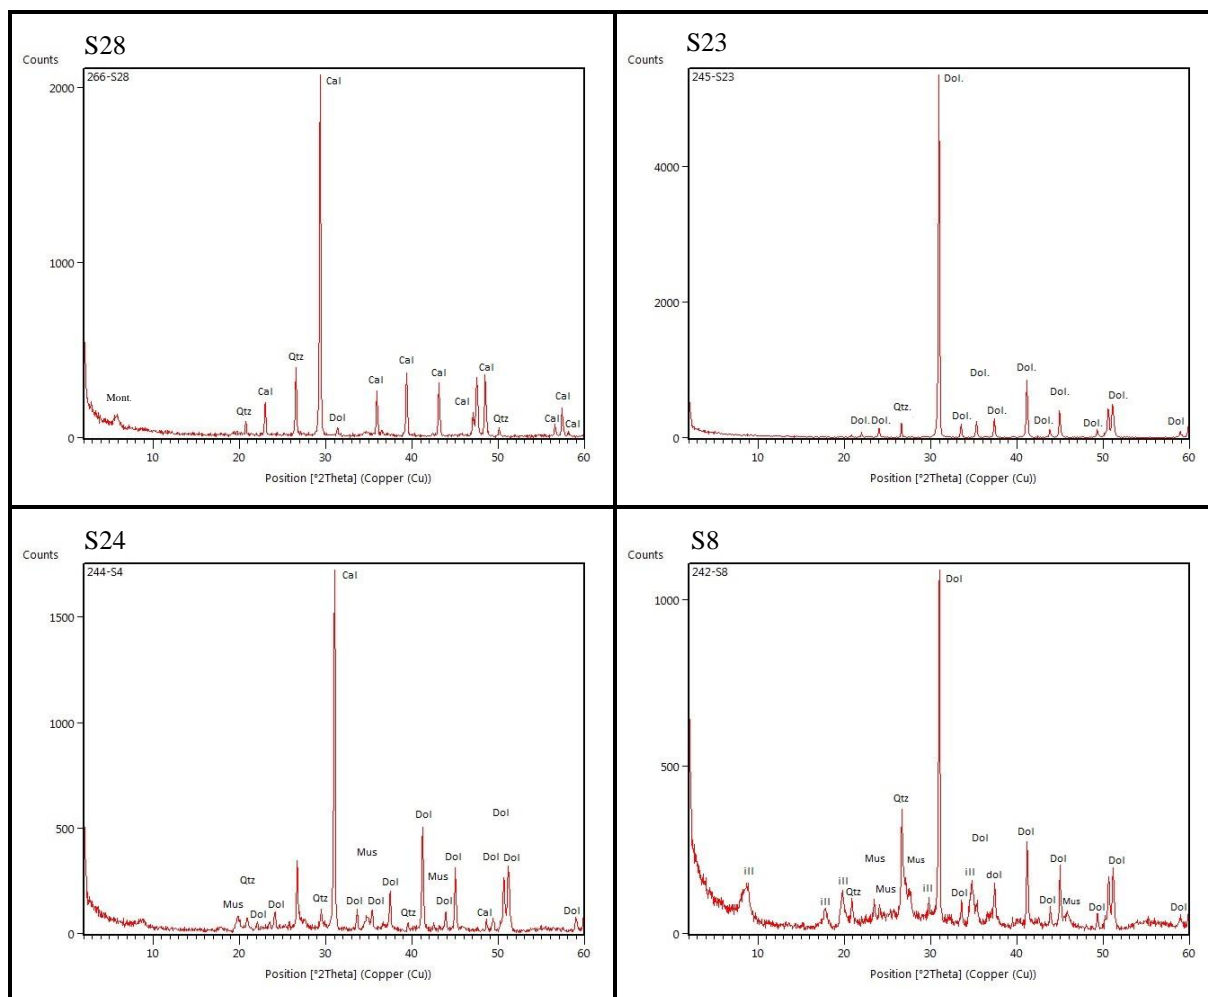 S28
Counts
266-S28
2000
1000
0
Cal
Mont.
Qtz
Cal
Qtz
Dol
Cal
Cal
Cal
Cal
Cal
Qtz
Cal
Cal
Cal
10 20 30 40 50 60
Position [°2Theta] (Copper (Cu))
S23
Counts
245-S23
4000
2000
0
Dol.
Dol.
Dol.
Qtz.
Dol.
Dol.
Dol.
Dol.
Dol.
Dol.
Dol.
Dol.
Dol
10 20 30 40 50 60
Position [°2Theta] (Copper (Cu))
S24
Counts
244-S4
1500
1000
500
0
Cal
Mus
Qtz
Dol
Dol
Qtz
Dol
Mus
Dol
Dol
Qtz
Dol
Mus
Dol
Dol
Cal
Dol
Dol
Dol
Dol
10 20 30 40 50 60
Position [°2Theta] (Copper (Cu))
S8
Counts
242-S8
1000
500
0
Dol
ill
ill
ill
Qtz
Mus
Mus
Qtz
Mus
ill
Dol
ill
Dol
dol
Dol
Dol
Dol
Mus
Dol
Dol
Dol
10 20 30 40 50 60
Position [°2Theta] (Copper (Cu))